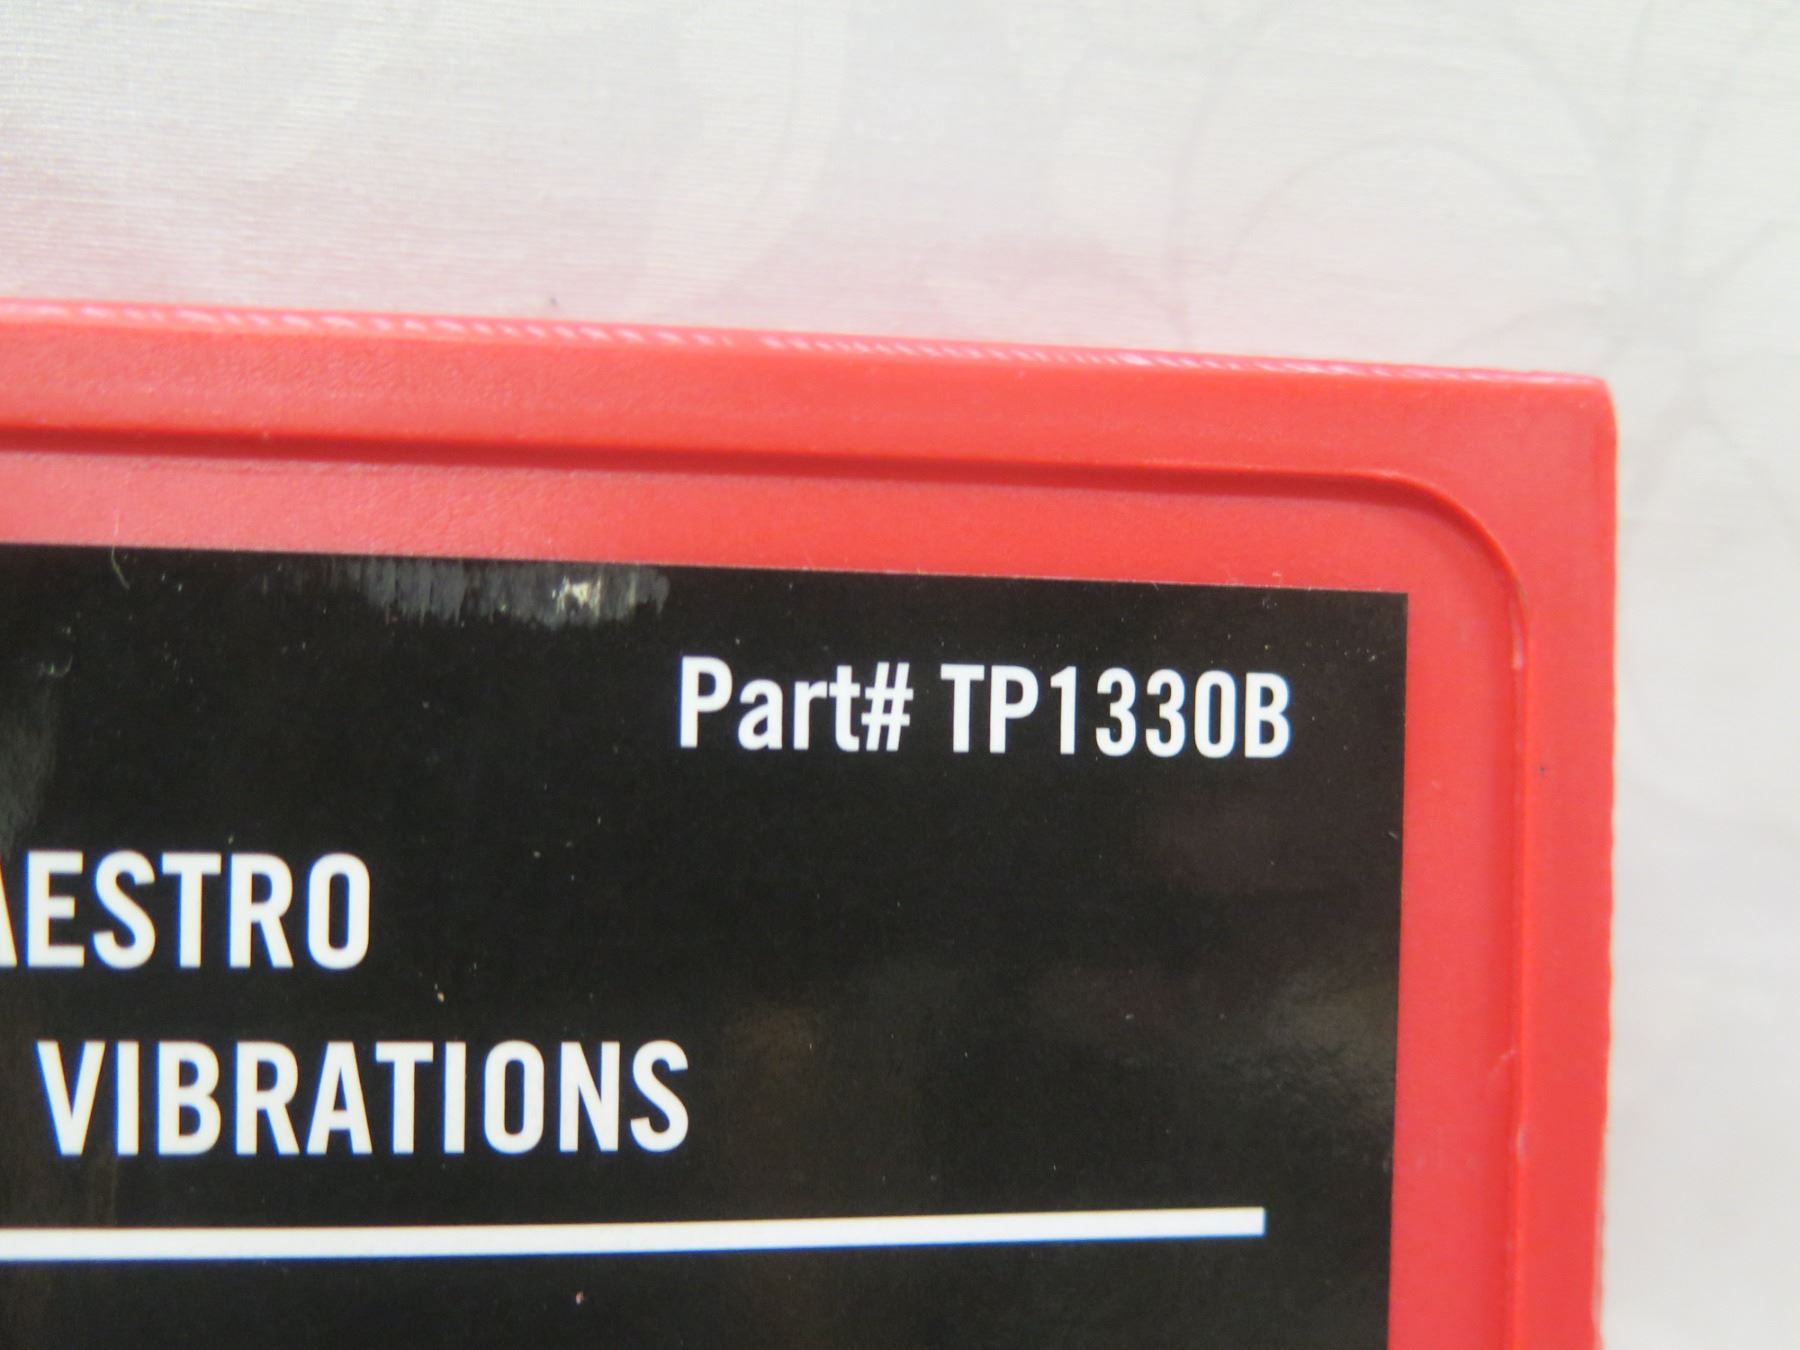 Part# TP1330B
AESTRO
VIBRATIONS